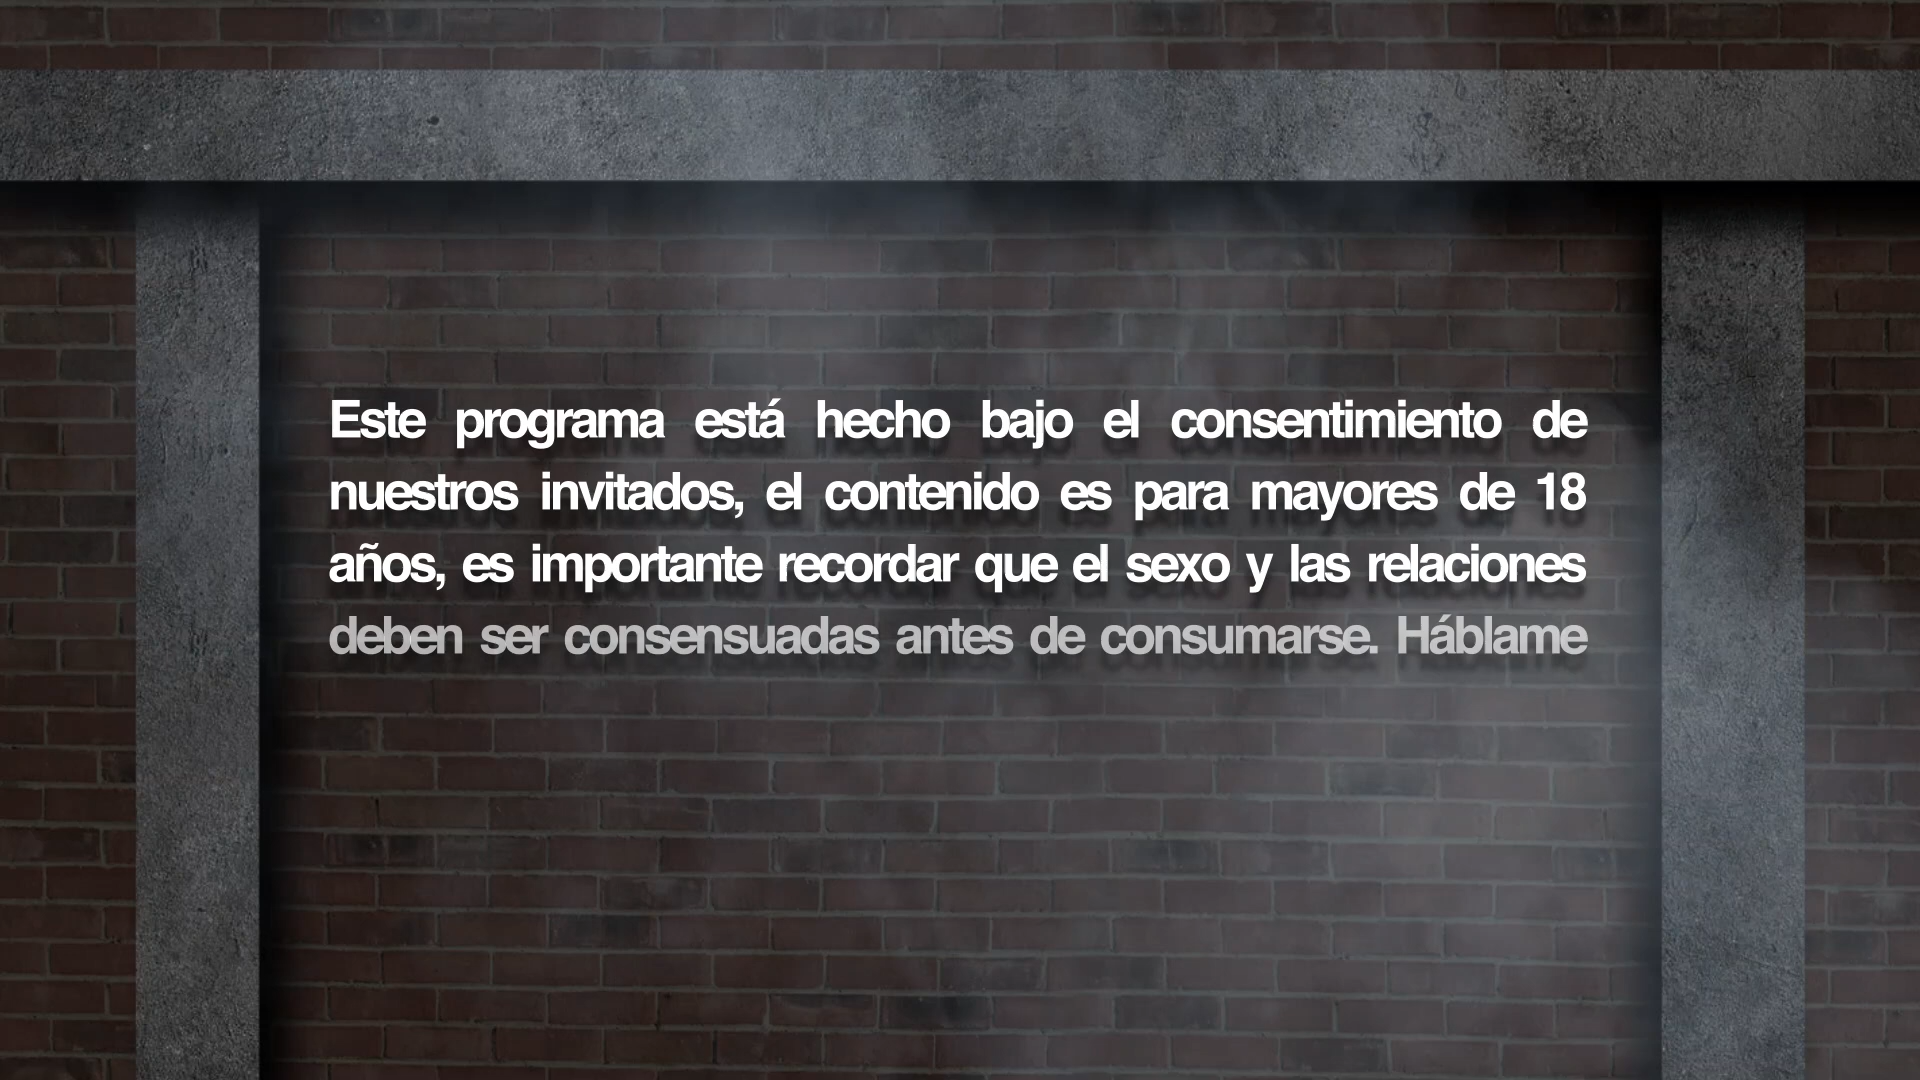 Este programa está hecho bajo el consentimiento de
nuestros invitados, el contenido es para mayores de 18
años, es importante recordar que el sexo y las relaciones
deben ser consensuadas antes de consumarse. Háblame